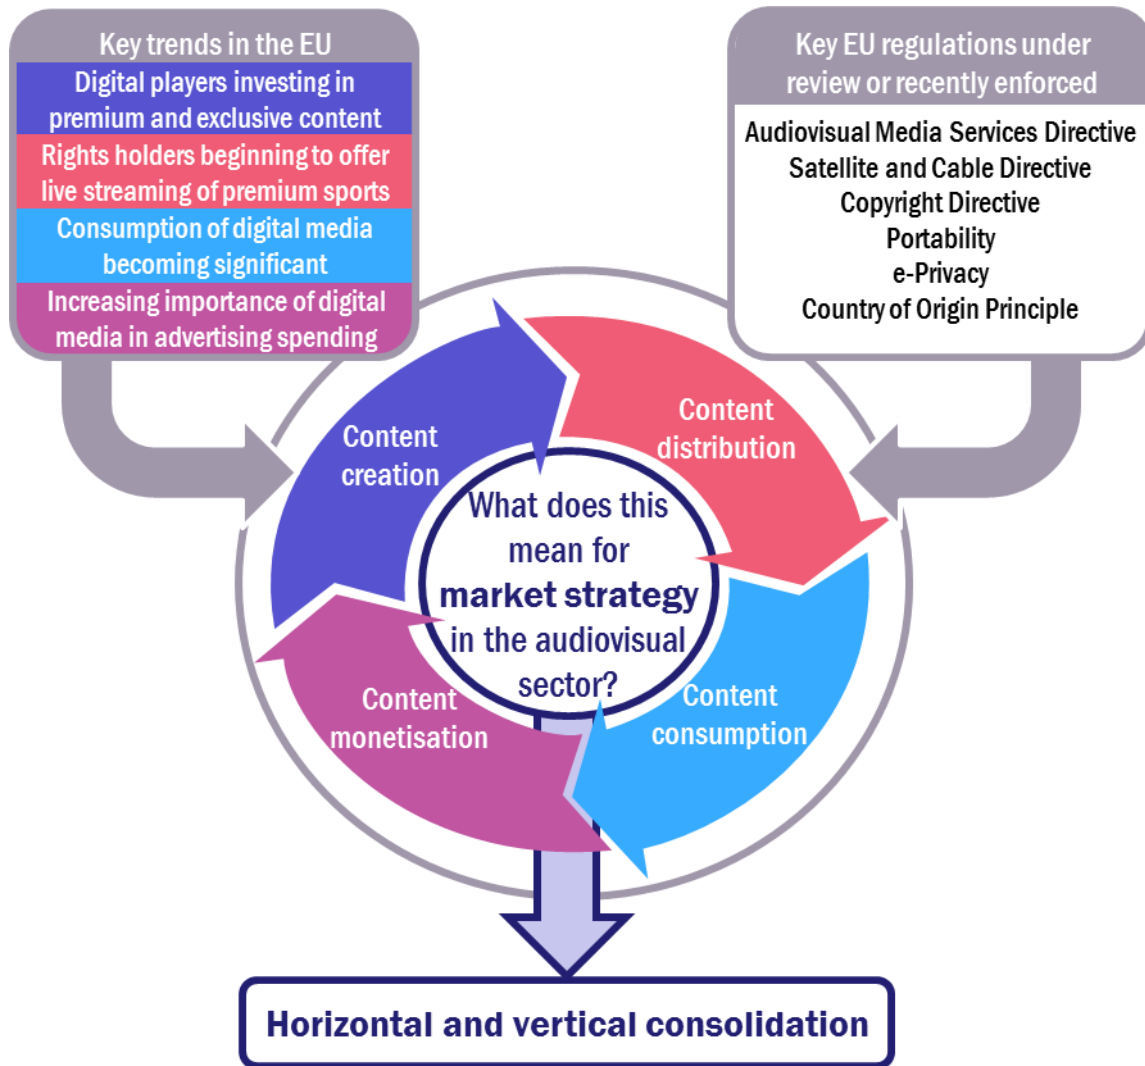 Key trends in the EU
Digital players investing in
premium and exclusive content
Rights holders beginning to offer
live streaming of premium sports
Consumption of digital media
becoming significant
Increasing importance of digital
media in advertising spending
Key EU regulations under
review or recently enforced
Audiovisual Media Services Directive
Satellite and Cable Directive
Copyright Directive
Portability
e-Privacy
Country of Origin Principle
Content
creation
Content
distribution
What does this
mean for
market strategy
in the audiovisual
sector?
Content
monetisation
Content
consumption
Horizontal and vertical consolidation